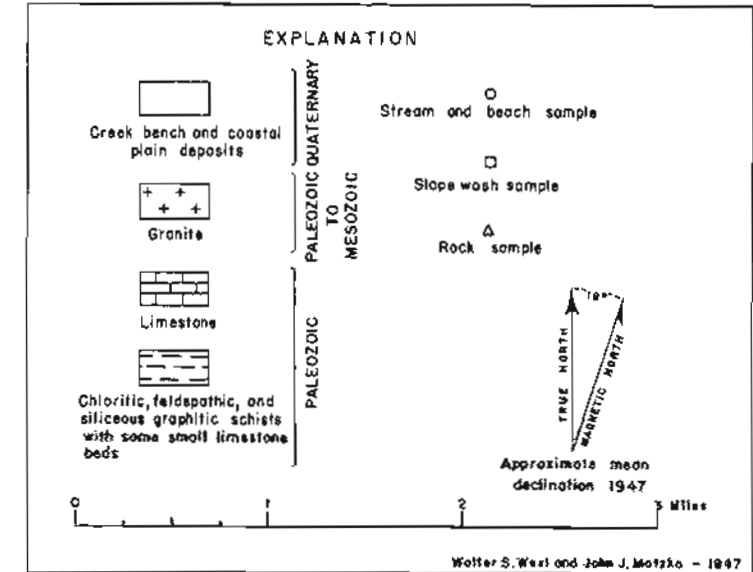 EXPLANATION
Creek bench and coastal
plain deposits
QUATERNARY
Granite
PALEOZOIC
TO
MESOZOIC
Limestone
Chloritic, feldspathic, and
siliceous graphitic schists
with some small limestone
beds
PALEOZOIC
Stream and beach sample
Slope wash sample
Rock sample
TRUE NORTH
MAGNETIC NORTH
Approximate mean
declination 1947
0
1
2
3 Miles
Walter S. West and John J. Matzko - 1947